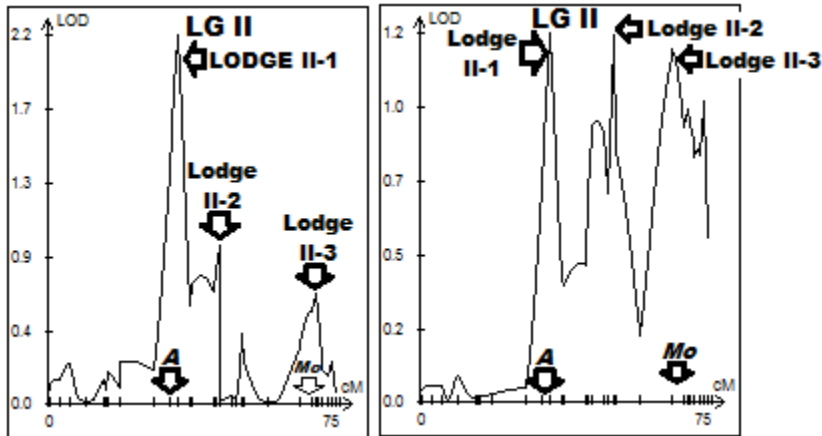 LOD
LG II
2.2
LODGE II-1
1.7
Lodge
II-2
1.3
Lodge
II-3
0.9
0.4
A
Mo
cM
0.0
0
75
LOD
LG II
1.2
Lodge
II-1
Lodge II-2
Lodge II-3
1.0
0.7
0.5
0.2
A
Mo
cM
0.0
0
75